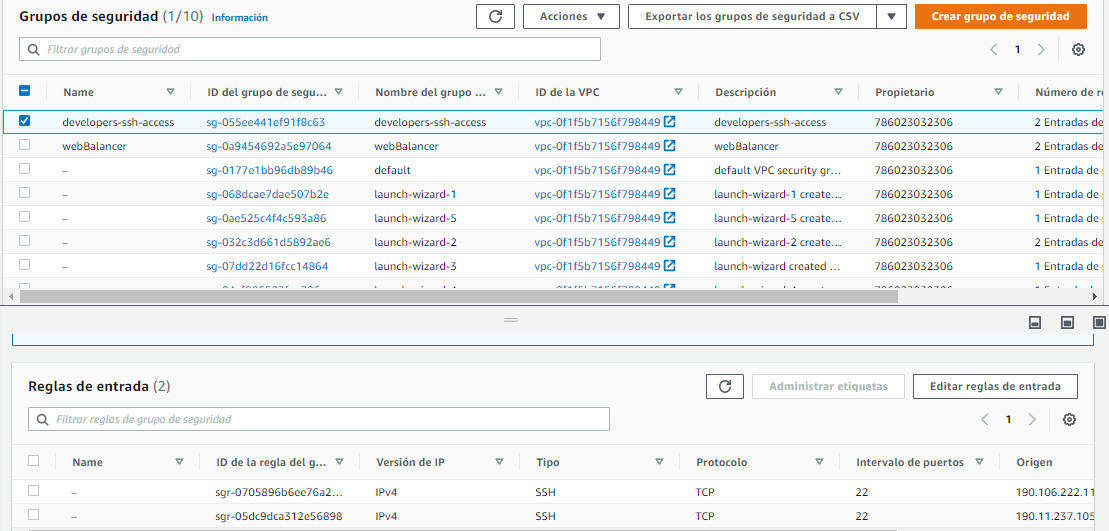 Grupos de seguridad (1/10) Información Acciones Exportar los grupos de seguridad a CSV Crear grupo de seguridad
Filtrar grupos de seguridad 1
Name ID del grupo de segu... Nombre del grupo ... ID de la VPC Descripción Propietario Número de r
developers-ssh-access sg-055ee441ef91f8c63 developers-ssh-access vpc-0f1f5b7156f798449 developers-ssh-access 786023032306 2 Entradas de
webBalancer sg-0a9454692a5e97064 webBalancer vpc-0f1f5b7156f798449 webBalancer 786023032306 2 Entradas de
– sg-0177e1bb96db89b46 default vpc-0f1f5b7156f798449 default VPC security gr... 786023032306 1 Entrada de
– sg-068dcae7dae507b2e launch-wizard-1 vpc-0f1f5b7156f798449 launch-wizard-1 create... 786023032306 1 Entrada de
– sg-0ae525c4f4c593a86 launch-wizard-5 vpc-0f1f5b7156f798449 launch-wizard-5 create... 786023032306 1 Entrada de
– sg-032c3d661d5892ae6 launch-wizard-2 vpc-0f1f5b7156f798449 launch-wizard-2 create... 786023032306 2 Entradas de
– sg-07dd22d16fcc14864 launch-wizard-3 vpc-0f1f5b7156f798449 launch-wizard created ... 786023032306 1 Entrada de
Reglas de entrada (2) Administrar etiquetas Editar reglas de entrada
Filtrar reglas de grupo de seguridad 1
Name ID de la regla del g... Versión de IP Tipo Protocolo Intervalo de puertos Origen
– sgr-0705896b6ee76a2... IPv4 SSH TCP 22 190.106.222.11
– sgr-05dc9dca312e56898 IPv4 SSH TCP 22 190.11.237.105